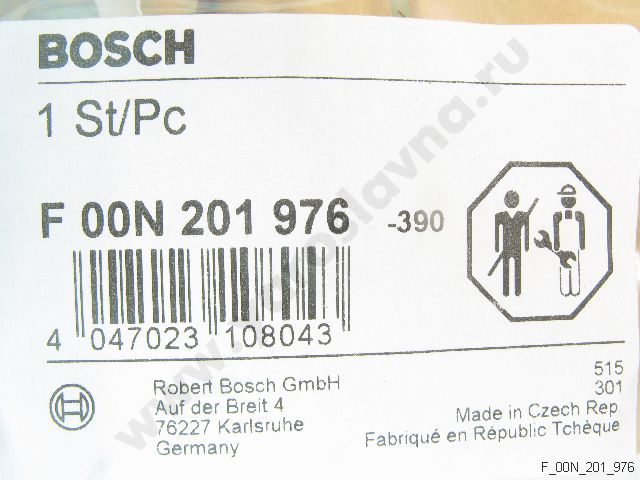 BOSCH
1 St/Pc
F 00N 201 976 -390
4 047023 108043
Robert Bosch GmbH
Auf der Breit 4
76227 Karlsruhe
Germany
515
301
Made in Czech Rep
Fabriqué en République Tchèque
F_00N_201_976